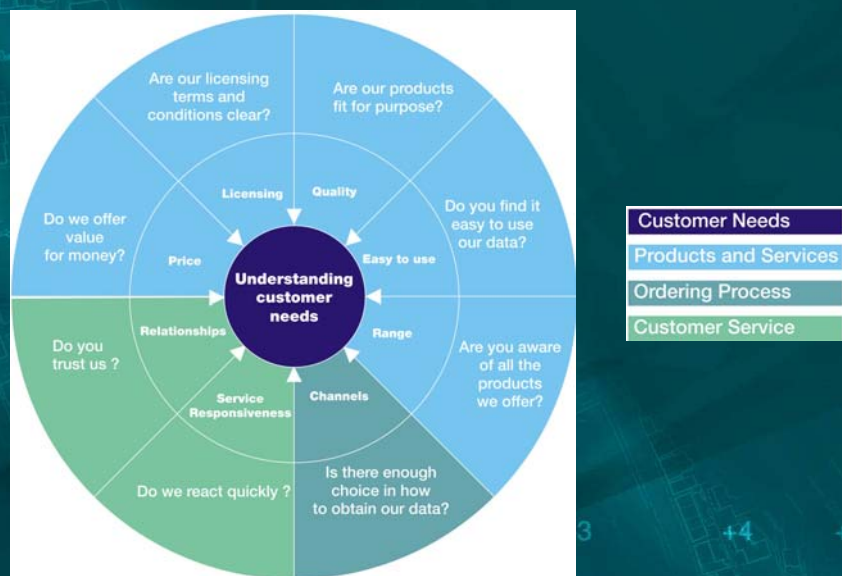 Are our licensing
terms and
conditions clear?
Are our products
fit for purpose?
Do you find it
easy to use
our data?
Are you aware
of all the
products
we offer?
Is there enough
choice in how
to obtain our data?
Do we react quickly ?
Do you
trust us ?
Do we offer
value
for money?
Licensing
Quality
Easy to use
Range
Channels
Service
Responsiveness
Relationships
Price
Understanding
customer
needs
Customer Needs
Products and Services
Ordering Process
Customer Service
3
+4